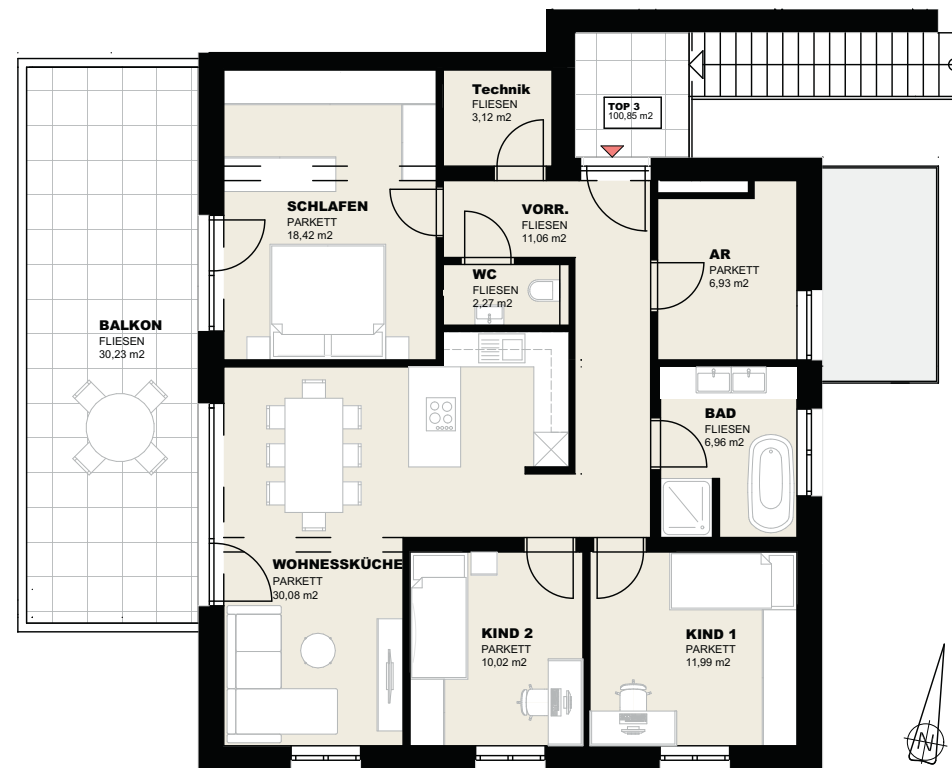 Technik
FLIESEN
3,12 m2
TOP 3
100,85 m2
SCHLAFEN
PARKETT
18,42 m2
VORR.
FLIESEN
11,06 m2
AR
PARKETT
6,93 m2
WC
FLIESEN
2,27 m2
BALKON
FLIESEN
30,23 m2
BAD
FLIESEN
6,96 m2
WOHNESSKÜCHE
PARKETT
30,08 m2
KIND 2
PARKETT
10,02 m2
KIND 1
PARKETT
11,99 m2
N